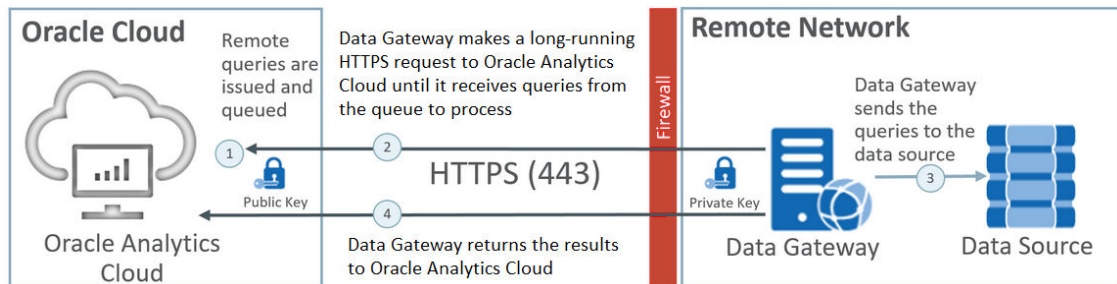 Oracle Cloud
Remote
queries are
issued and
queued
1
Public Key
Oracle Analytics
Cloud
Data Gateway makes a long-running
HTTPS request to Oracle Analytics
Cloud until it receives queries from
the queue to process
2
HTTPS (443)
4
Data Gateway returns the results
to Oracle Analytics Cloud
Firewall
Remote Network
Private Key
Data Gateway
Data Gateway
sends the
queries to the
data source
3
Data Source